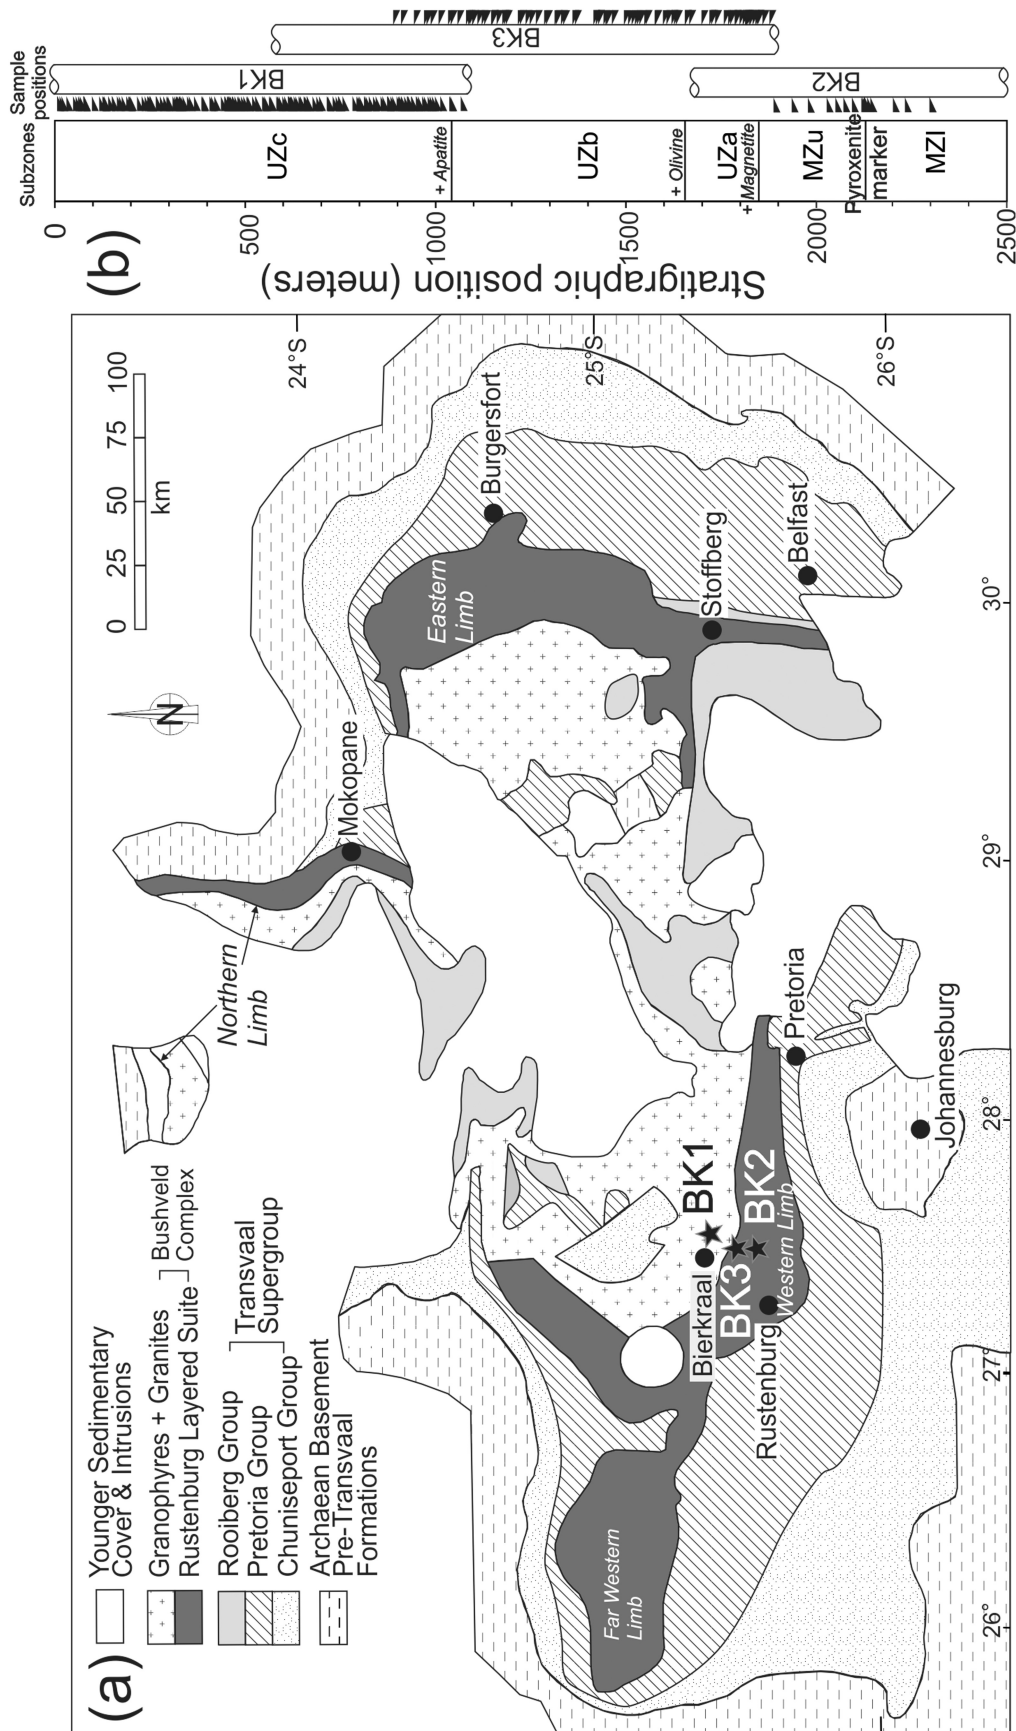 (a)
Younger Sedimentary
Cover & Intrusions
Granophyres + Granites
Rustenburg Layered Suite
Bushveld
Complex
Rooiberg Group
Pretoria Group
Chuniseport Group
Transvaal
Supergroup
Archaean Basement
Pre-Transvaal
Formations
Northern
Limb
N
0 25 50 75 100
km
Mokopane
Burgersfort
Eastern
Limb
Stoffberg
Belfast
Far Western
Limb
Bierkraal
BK1
BK3
BK2
Rustenburg
Western Limb
Pretoria
Johannesburg
24°S
25°S
26°S
26°
27°
28°
29°
30°
(b)
Stratigraphic position (meters)
0
500
1000
1500
2000
2500
Subzones
Sample
positions
UZc
+ Apatite
UZb
+ Olivine
UZa
+ Magnetite
MZu
Pyroxenite
marker
MZl
BK1
BK3
BK2